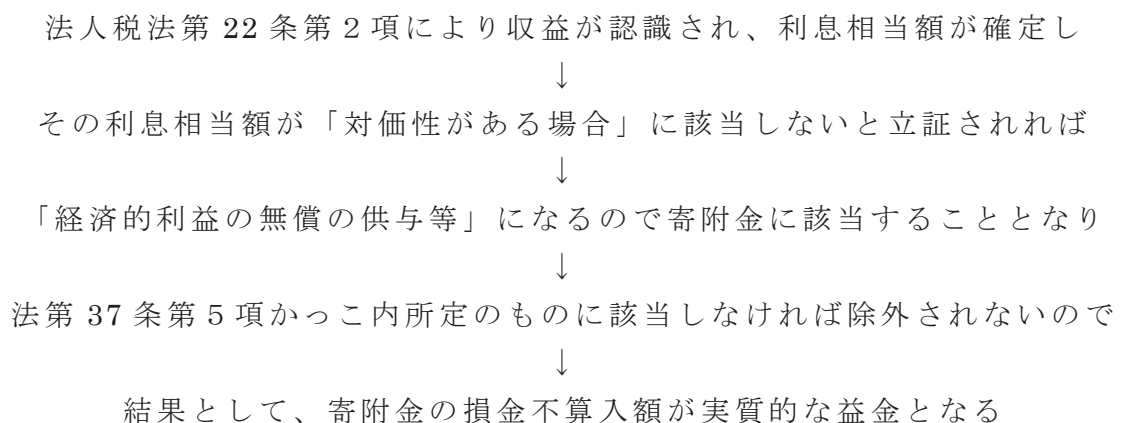 法人税法第22条第2項により収益が認識され、利息相当額が確定し
↓
その利息相当額が「対価性がある場合」に該当しないと立証されれば
↓
「経済的利益の無償の供与等」になるので寄附金に該当することとなり
↓
法第37条第5項かっこ内所定のものに該当しなければ除外されないので
↓
結果として、寄附金の損金不算入額が実質的な益金となる